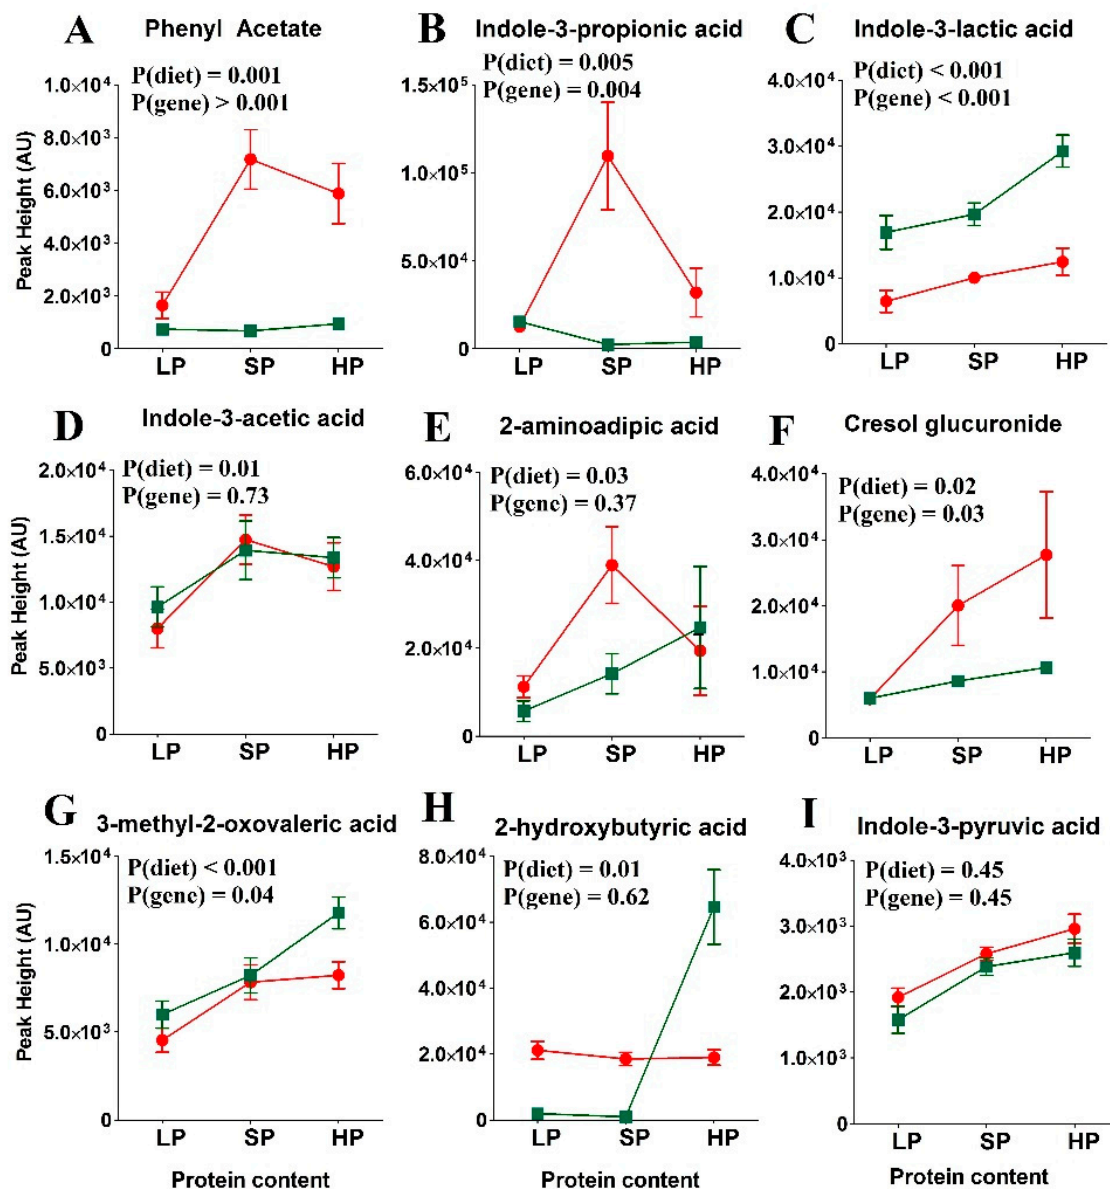 A
Phenyl Acetate
P(diet) = 0.001
P(gene) > 0.001
Peak Height (AU)
1.0×10⁴
8.0×10³
6.0×10³
4.0×10³
2.0×10³
0
LP SP HP
B
Indole-3-propionic acid
P(dict) = 0.005
P(gene) = 0.004
1.5×10⁵
1.0×10⁵
5.0×10⁴
0
LP SP HP
C
Indole-3-lactic acid
P(dict) < 0.001
P(gene) < 0.001
4.0×10⁴
3.0×10⁴
2.0×10⁴
1.0×10⁴
0
LP SP HP
D
Indole-3-acetic acid
P(diet) = 0.01
P(gene) = 0.73
Peak Height (AU)
2.0×10⁴
1.5×10⁴
1.0×10⁴
5.0×10³
0
LP SP HP
E
2-aminoadipic acid
P(diet) = 0.03
P(gene) = 0.37
6.0×10⁴
4.0×10⁴
2.0×10⁴
0
LP SP HP
F
Cresol glucuronide
P(diet) = 0.02
P(gene) = 0.03
4.0×10⁴
3.0×10⁴
2.0×10⁴
1.0×10⁴
0
LP SP HP
G
3-methyl-2-oxovaleric acid
P(diet) < 0.001
P(gene) = 0.04
Peak Height (AU)
1.5×10⁴
1.0×10⁴
5.0×10³
0
LP SP HP
Protein content
H
2-hydroxybutyric acid
P(diet) = 0.01
P(gene) = 0.62
8.0×10⁴
6.0×10⁴
4.0×10⁴
2.0×10⁴
0
LP SP HP
Protein content
I
Indole-3-pyruvic acid
P(diet) = 0.45
P(gene) = 0.45
4.0×10³
3.0×10³
2.0×10³
1.0×10³
0
LP SP HP
Protein content